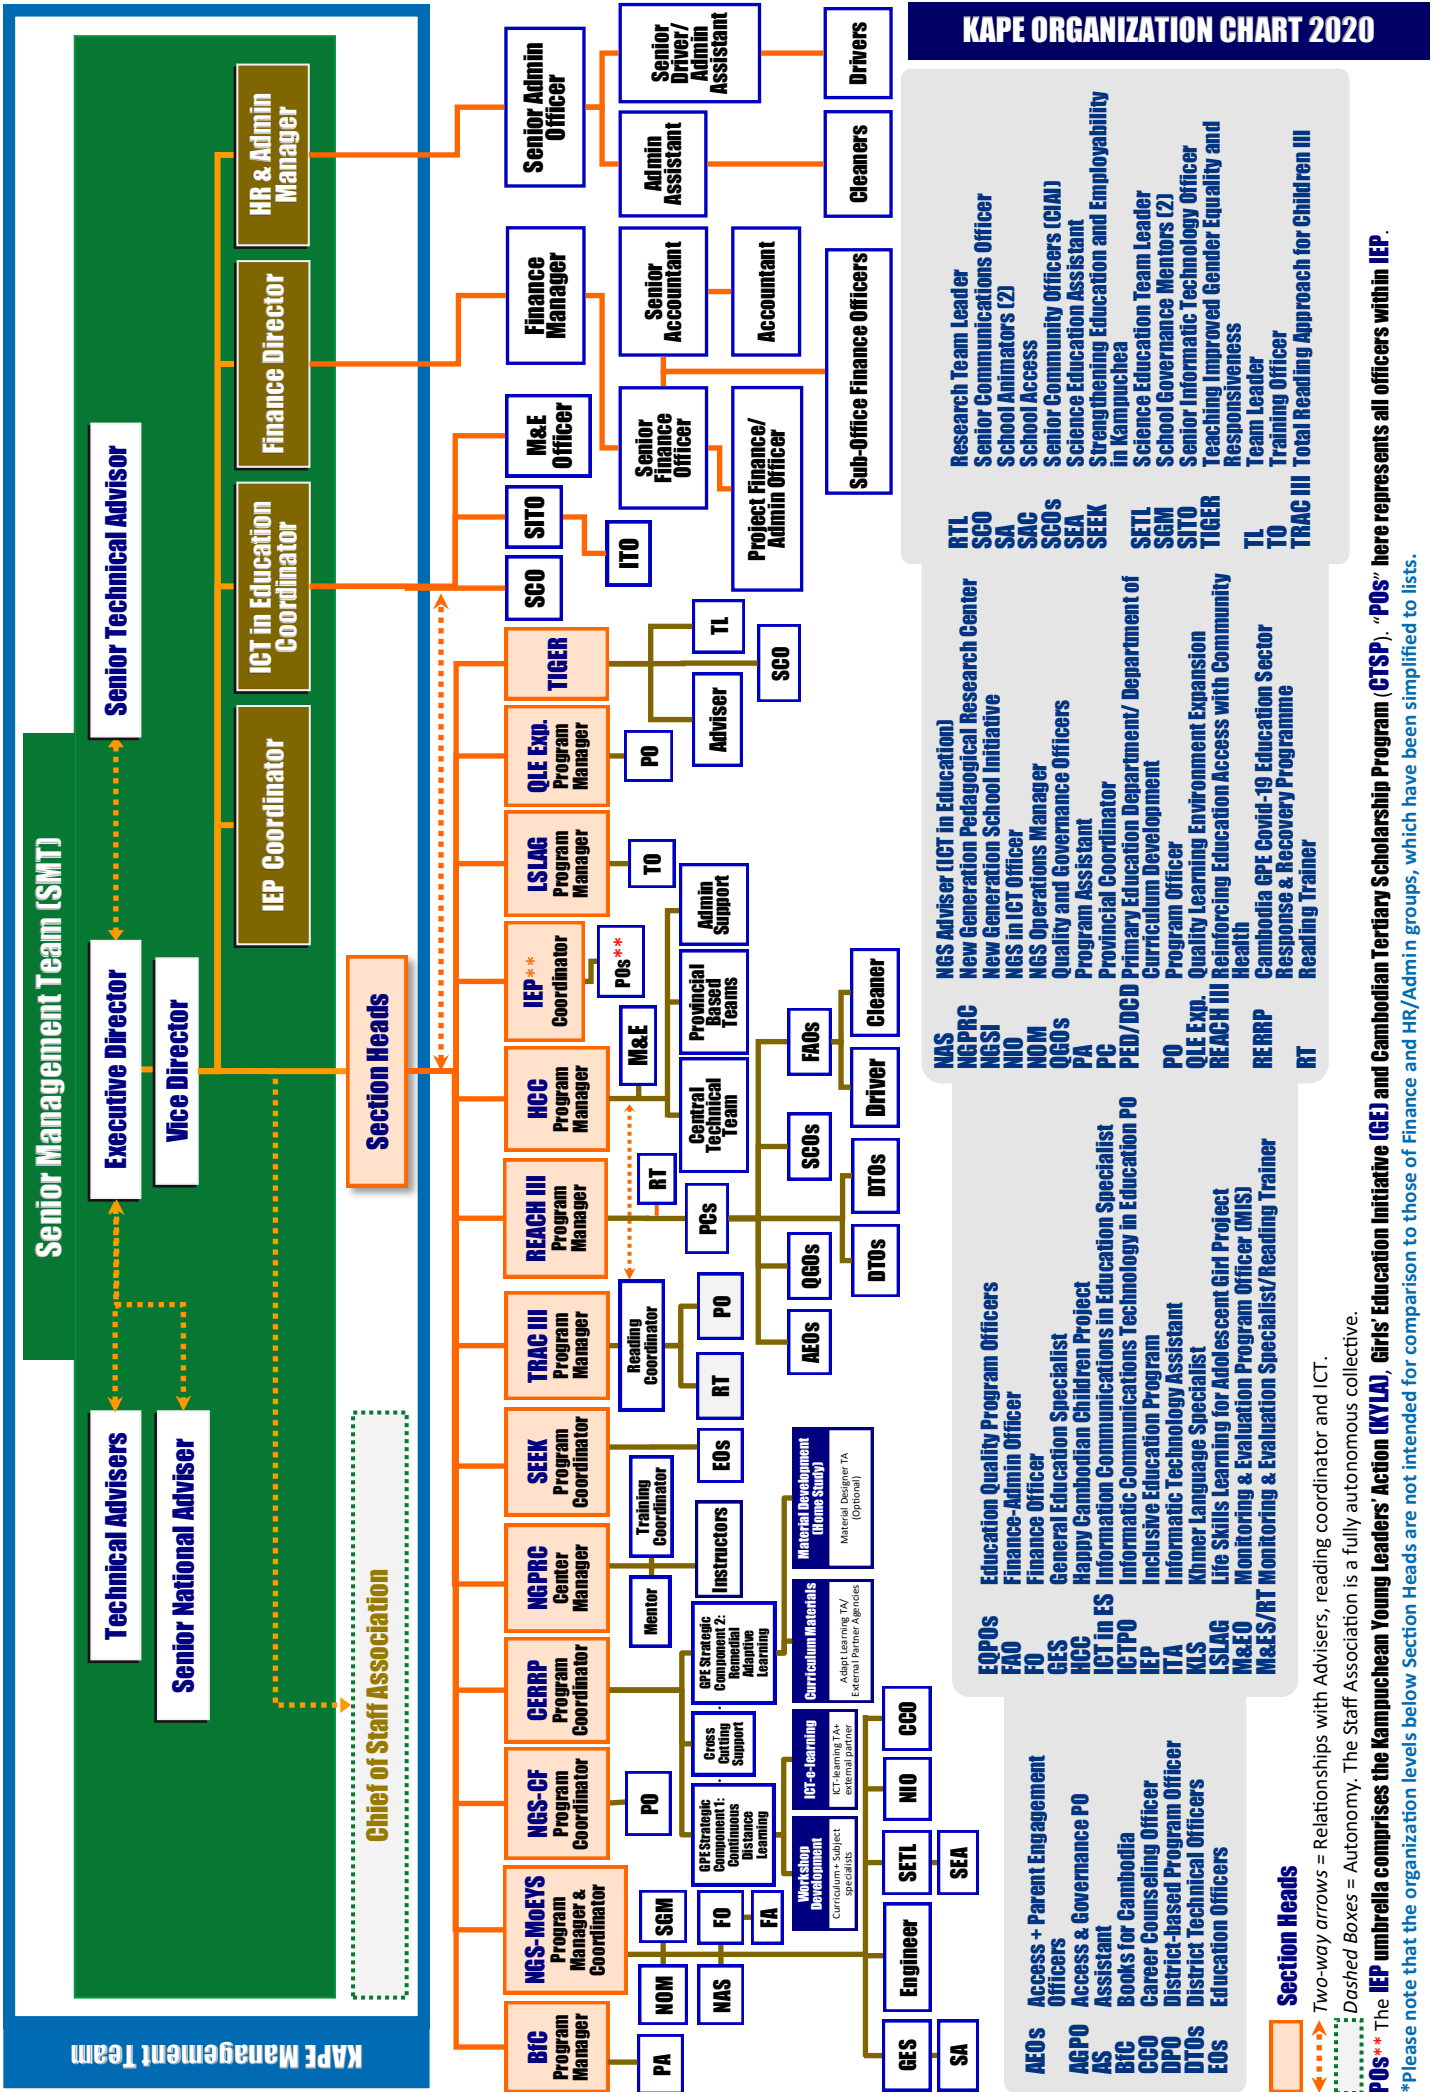 KAPE ORGANIZATION CHART 2020
KAPE Management Team
Senior Management Team (SMT)
Technical Advisers
Senior National Adviser
Executive Director
Vice Director
Senior Technical Advisor
IEP Coordinator
ICT in Education
Coordinator
Finance Director
HR & Admin
Manager
Chief of Staff Association
Section Heads
BfC
Program
Manager
NGS-MoEYS
Program
Manager &
Coordinator
NGS-CF
Program
Coordinator
CERRP
Program
Coordinator
NGPRC
Center
Manager
SEEK
Program
Coordinator
TRAC III
Program
Manager
REACH III
Program
Manager
HCC
Program
Manager
IEP**
Coordinator
LSLAG
Program
Manager
QLE Exp.
Program
Manager
TIGER
SCO
SITO
M&E
Officer
Finance
Manager
Senior Admin
Officer
PA
NOM
SGM
NAS
FO
FA
PO
GPE Strategic
Component 1:
Continuous
Distance
Learning
Cross
Cutting
Support
GPE Strategic
Component 2:
Remedial
Adaptive
Learning
Workshop
Development
Curriculum + Subject
specialists
ICT-e-learning
ICT-learning TA+
external partner
Curriculum Materials
Adapt Learning TA/
External Partner Agencies
Material Development
(Home Study)
Material Designer TA
(Optional)
Mentor
Training
Coordinator
Instructors
EOs
Reading
Coordinator
RT
PO
RT
PCs
AEOs
QGOs
SCOs
FAOs
DTOs
DTOs
Driver
Cleaner
M&E
Central
Technical
Team
Provincial
Based
Teams
Admin
Support
POs**
TO
PO
Adviser
TL
SCO
ITO
Senior
Finance
Officer
Senior
Accountant
Project Finance/
Admin Officer
Accountant
Sub-Office Finance Officers
Admin
Assistant
Senior
Driver/
Admin
Assistant
Cleaners
Drivers
GES
SA
Engineer
SETL
SEA
NIO
CCO
AEOs Access + Parent Engagement
Officers
AGPO Access & Governance PO
AS Assistant
BfC Books for Cambodia
CCO Career Counseling Officer
DPO District-based Program Officer
DTOs District Technical Officers
EOs Education Officers
EQPOs Education Quality Program Officers
FAO Finance-Admin Officer
FO Finance Officer
GES General Education Specialist
HCC Happy Cambodian Children Project
ICT in ES Information Communications in Education Specialist
ICTPO Informatic Communications Technology in Education PO
IEP Inclusive Education Program
ITA Informatic Technology Assistant
KLS Khmer Language Specialist
LSLAG Life Skills Learning for Adolescent Girl Project
M&EO Monitoring & Evaluation Program Officer (MIS)
M&ES/RT Monitoring & Evaluation Specialist/Reading Trainer
NAS NGS Adviser (ICT in Education)
NGPRC New Generation Pedagogical Research Center
NGSI New Generation School Initiative
NIO NGS in ICT Officer
NOM NGS Operations Manager
QGOs Quality and Governance Officers
PA Program Assistant
PC Provincial Coordinator
PED/DCD Primary Education Department/ Department of
Curriculum Development
PO Program Officer
QLE Exp. Quality Learning Environment Expansion
REACH III Reinforcing Education Access with Community
Health
RERRP Cambodia GPE Covid-19 Education Sector
Response & Recovery Programme
RT Reading Trainer
RTL Research Team Leader
SCO Senior Communications Officer
SA School Animators (2)
SAC School Access
SCOs Senior Community Officers (CIAI)
SEA Science Education Assistant
SEEK Strengthening Education and Employability
in Kampuchea
SETL Science Education Team Leader
SGM School Governance Mentors (2)
SITO Senior Informatic Technology Officer
TIGER Teaching Improved Gender Equality and
Responsiveness
TL Team Leader
TO Training Officer
TRAC III Total Reading Approach for Children III
Section Heads
Two-way arrows = Relationships with Advisers, reading coordinator and ICT.
Dashed Boxes = Autonomy. The Staff Association is a fully autonomous collective.
POs** The IEP umbrella comprises the Kampuchean Young Leaders' Action (KYLA), Girls' Education Initiative (GEI) and Cambodian Tertiary Scholarship Program (CTSP). "POs" here represents all officers within IEP.
*Please note that the organization levels below Section Heads are not intended for comparison to those of Finance and HR/Admin groups, which have been simplified to lists.